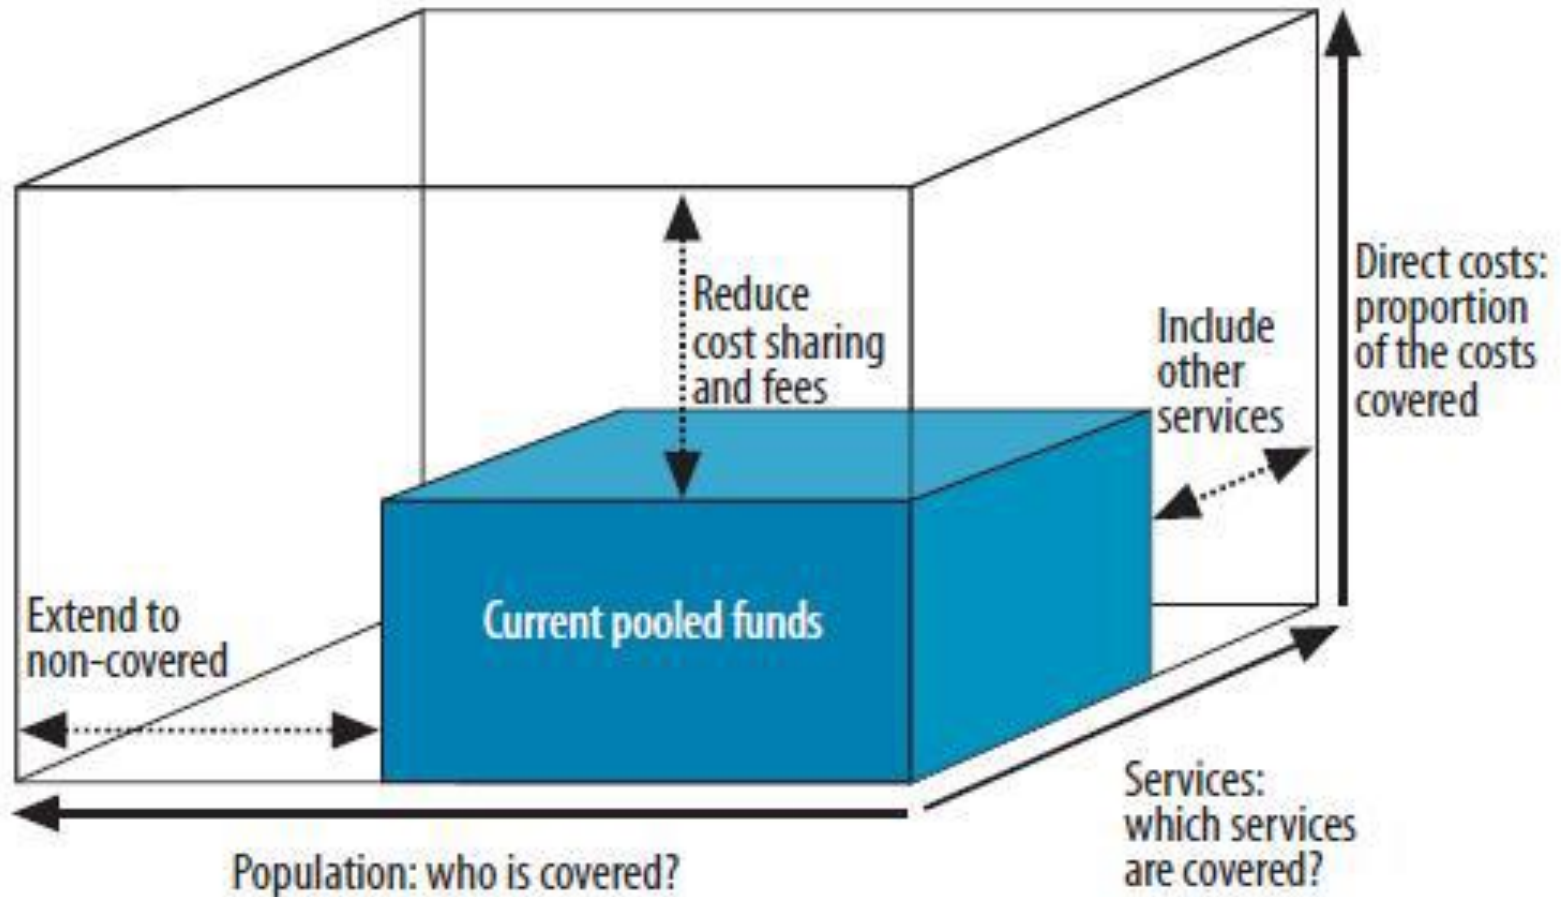 Reduce
cost sharing
and fees
Include
other
services
Direct costs:
proportion
of the costs
covered
Extend to
non-covered
Current pooled funds
Services:
which services
are covered?
Population: who is covered?